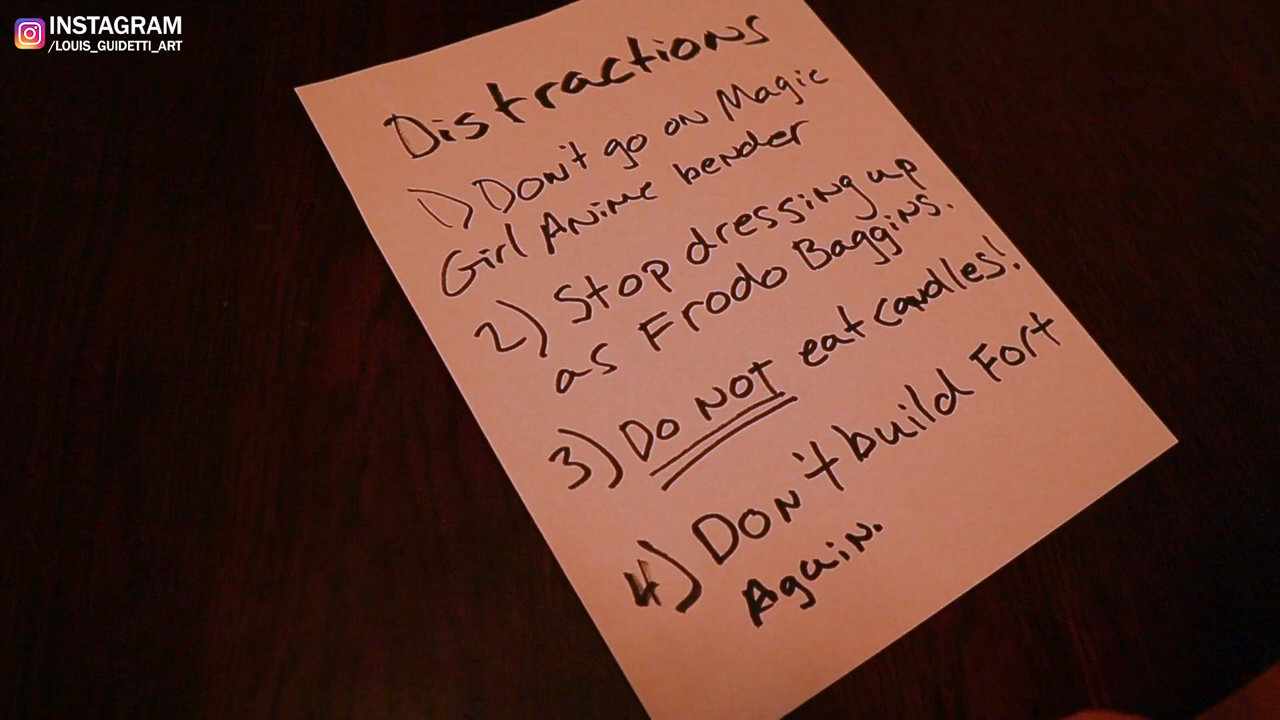 INSTAGRAM
/LOUIS_GUIDETTI_ART
Distractions
1) Don't go on Magic
Girl Anime bender
2) Stop dressing up
as Frodo Baggins.
3) Do NOT eat candles!
4) Don't build Fort
Again.